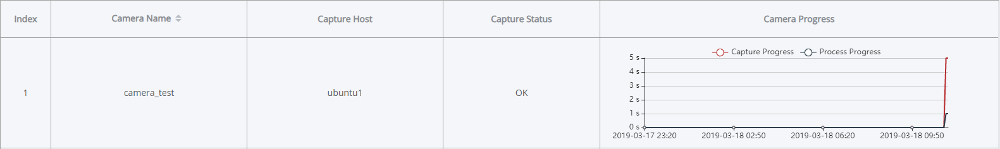 Index Camera Name Capture Host Capture Status Camera Progress
Capture Progress Process Progress
5 s
4 s
3 s
1 camera_test ubuntu1 OK
2 s
1 s
0 s
2019-03-17 23:20 2019-03-18 02:50 2019-03-18 06:20 2019-03-18 09:50